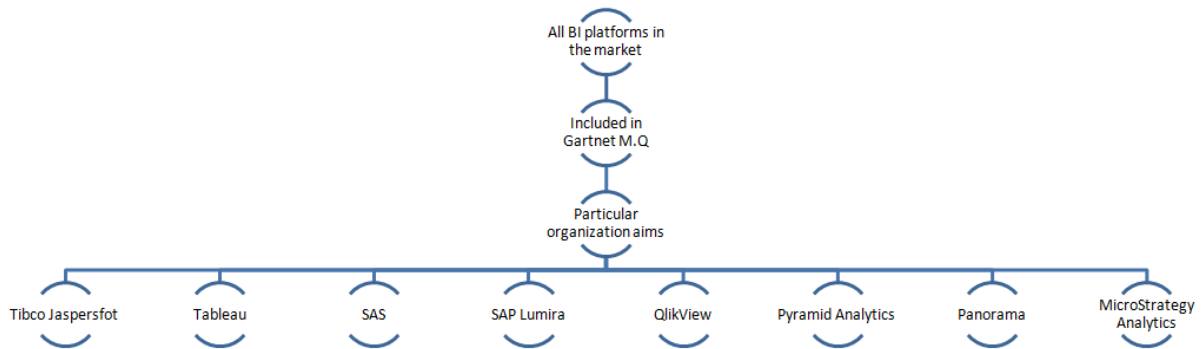 All BI platforms in
the market
Included in
Gartnet M.Q
Particular
organization aims
Tibco Jaspersfot
Tableau
SAS
SAP Lumira
QlikView
Pyramid Analytics
Panorama
MicroStrategy
Analytics